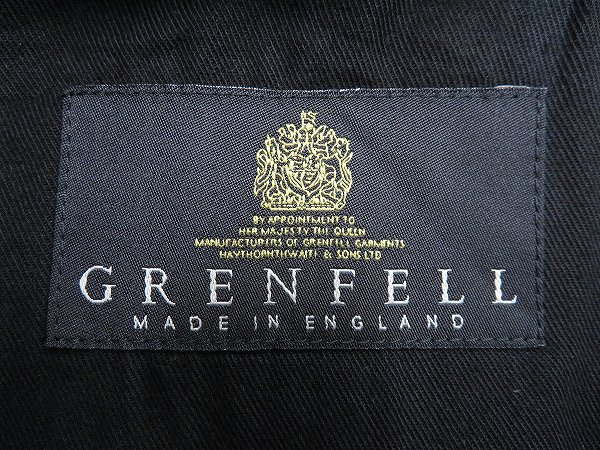 BY APPOINTMENT TO
HER MAJESTY THE QUEEN
MANUFACTURERS OF GRENFELL GARMENTS
HAYTHORNTHWAITE & SONS LTD
GRENFELL
MADE IN ENGLAND